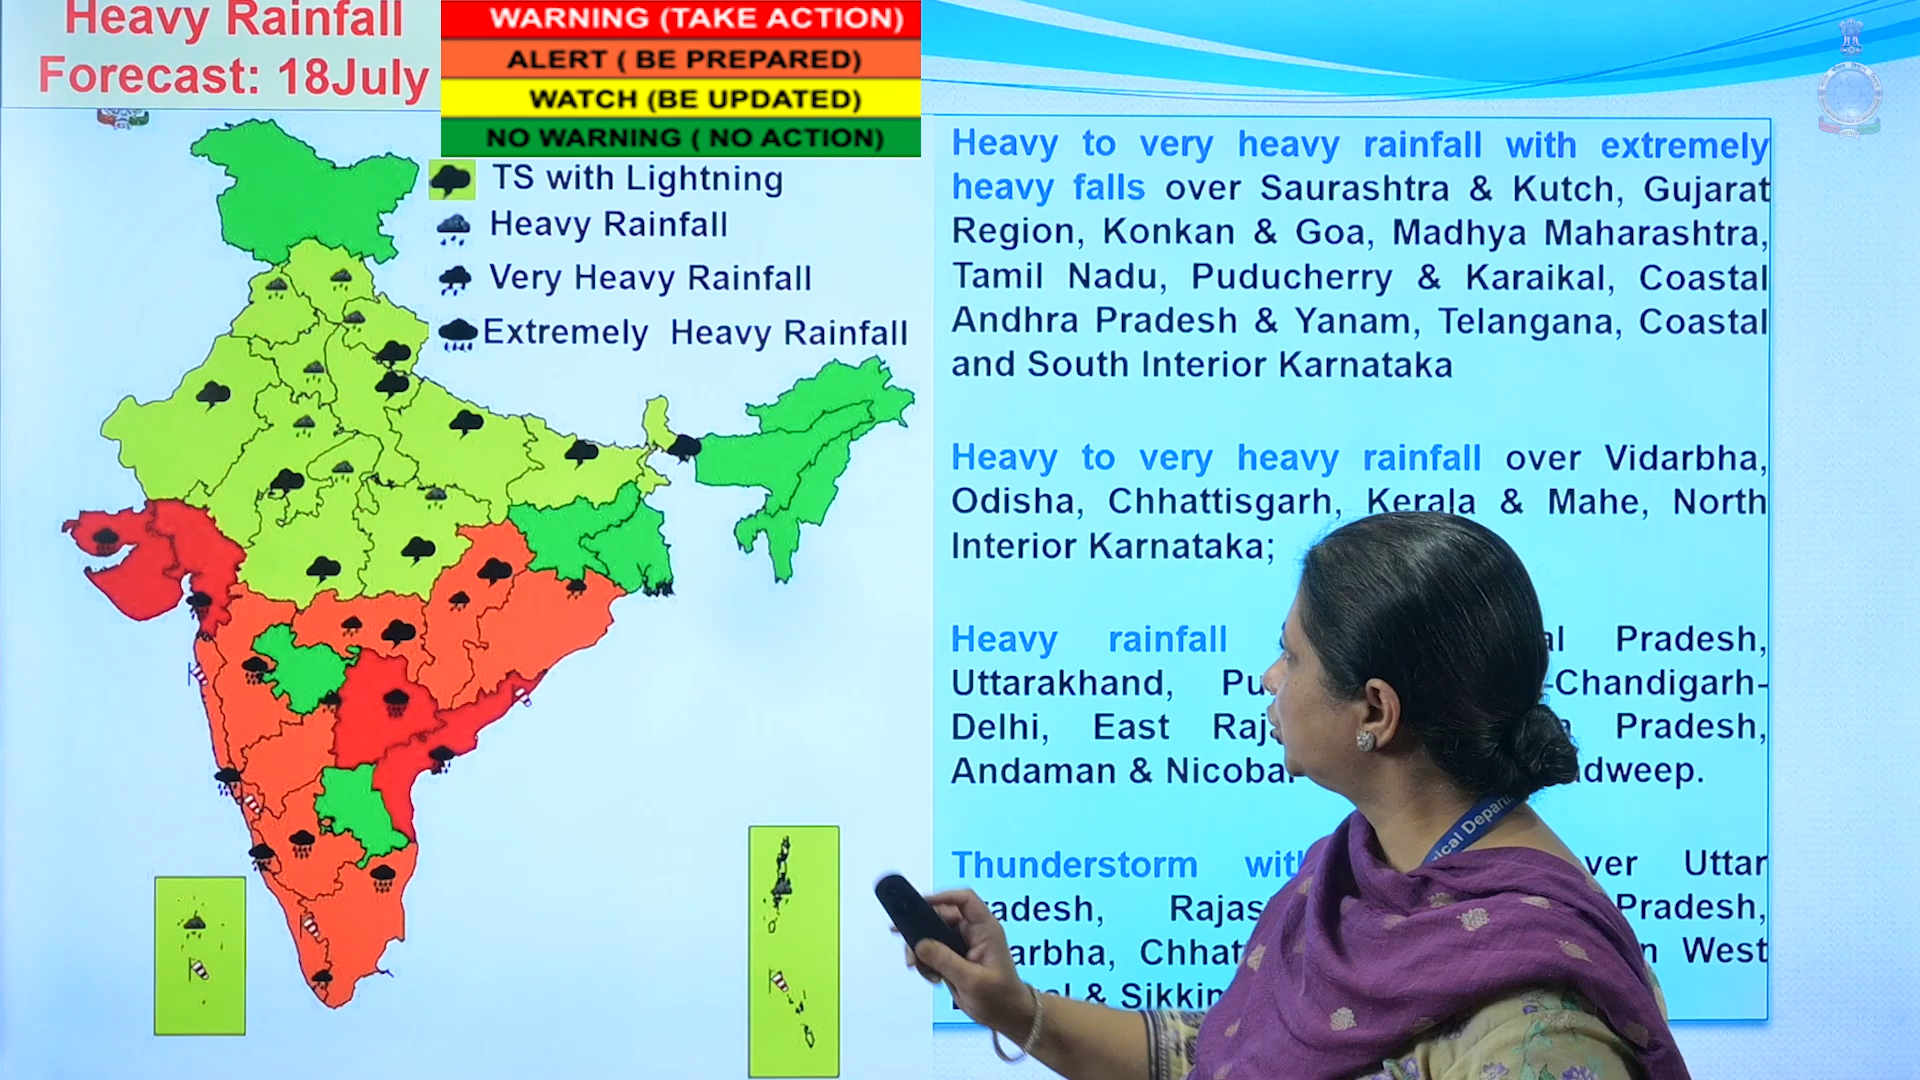 Heavy Rainfall
Forecast: 18July
WARNING (TAKE ACTION)
ALERT ( BE PREPARED)
WATCH (BE UPDATED)
NO WARNING ( NO ACTION)
TS with Lightning
Heavy Rainfall
Very Heavy Rainfall
Extremely Heavy Rainfall
Heavy to very heavy rainfall with extremely
heavy falls over Saurashtra & Kutch, Gujarat
Region, Konkan & Goa, Madhya Maharashtra,
Tamil Nadu, Puducherry & Karaikal, Coastal
Andhra Pradesh & Yanam, Telangana, Coastal
and South Interior Karnataka
Heavy to very heavy rainfall over Vidarbha,
Odisha, Chhattisgarh, Kerala & Mahe, North
Interior Karnataka;
Heavy rainfall Pradesh,
Uttarakhand, -Chandigarh-
Delhi, East Pradesh,
Andaman &
Thunderstorm Uttar
Pradesh,
West
&